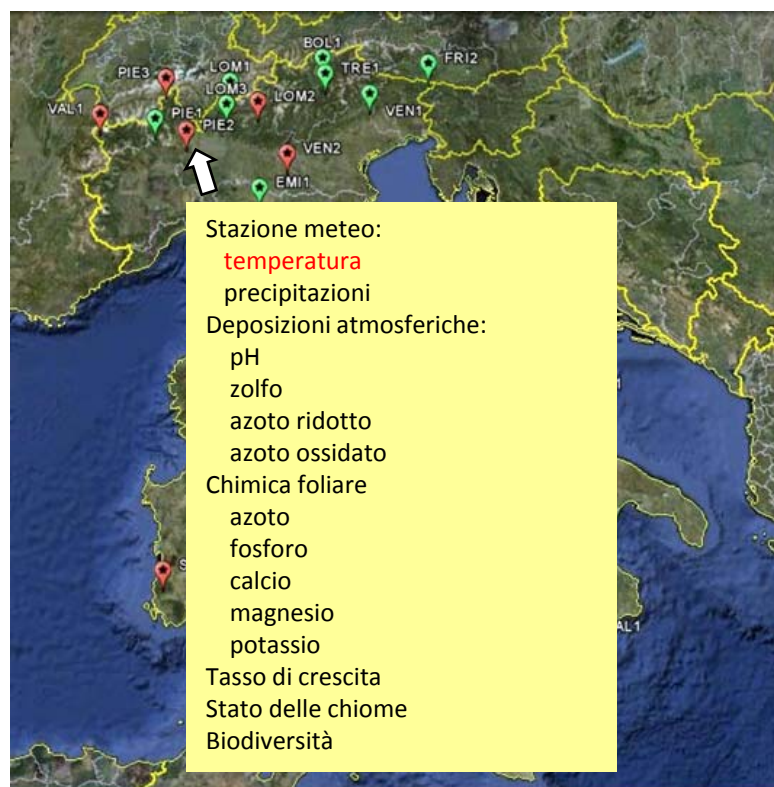 BOL1
FRI2
PIE3
LOM1
TRE1
LOM3
LOM2
VAL1
PIE1
VEN1
PIE2
VEN2
EMI1
Stazione meteo:
temperatura
precipitazioni
Deposizioni atmosferiche:
pH
zolfo
azoto ridotto
azoto ossidato
Chimica foliare
azoto
fosforo
calcio
magnesio
potassio
Tasso di crescita
Stato delle chiome
Biodiversità
S
AL1
1